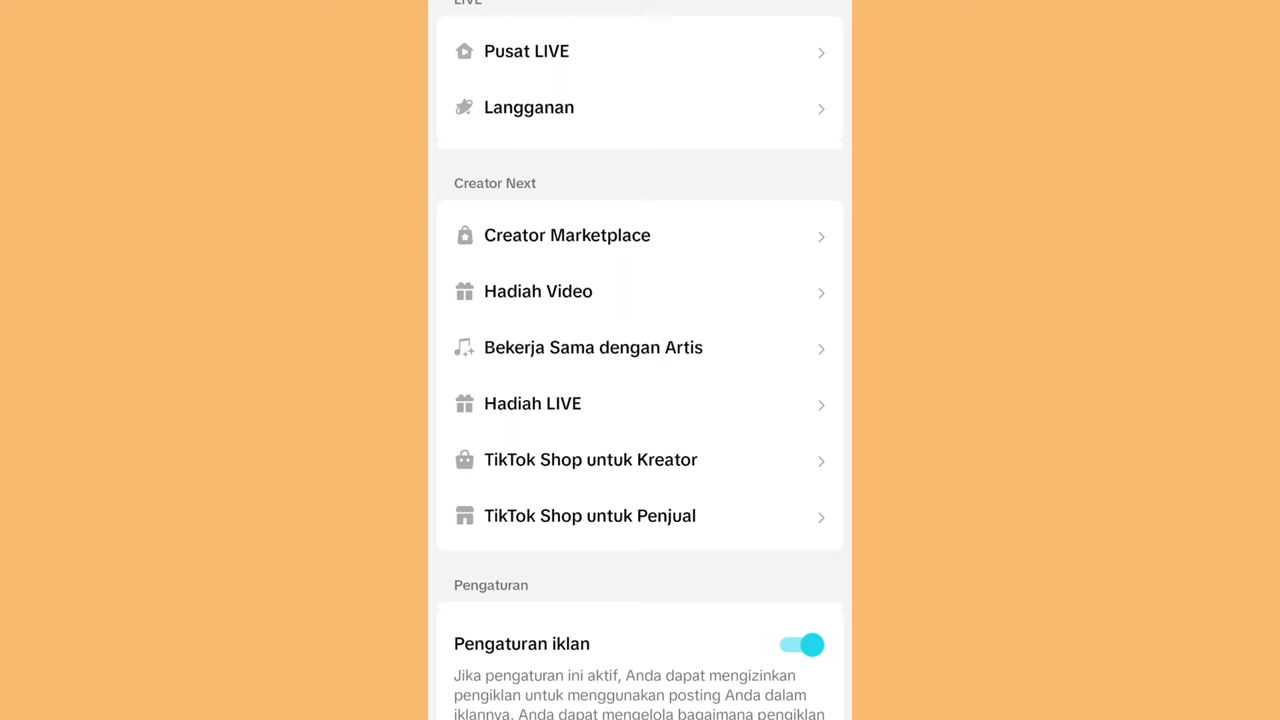 LIVE
Pusat LIVE
Langganan
Creator Next
Creator Marketplace
Hadiah Video
Bekerja Sama dengan Artis
Hadiah LIVE
TikTok Shop untuk Kreator
TikTok Shop untuk Penjual
Pengaturan
Pengaturan iklan
Jika pengaturan ini aktif, Anda dapat mengizinkan
pengiklan untuk menggunakan posting Anda dalam
iklannya. Anda dapat mengelola bagaimana pengiklan